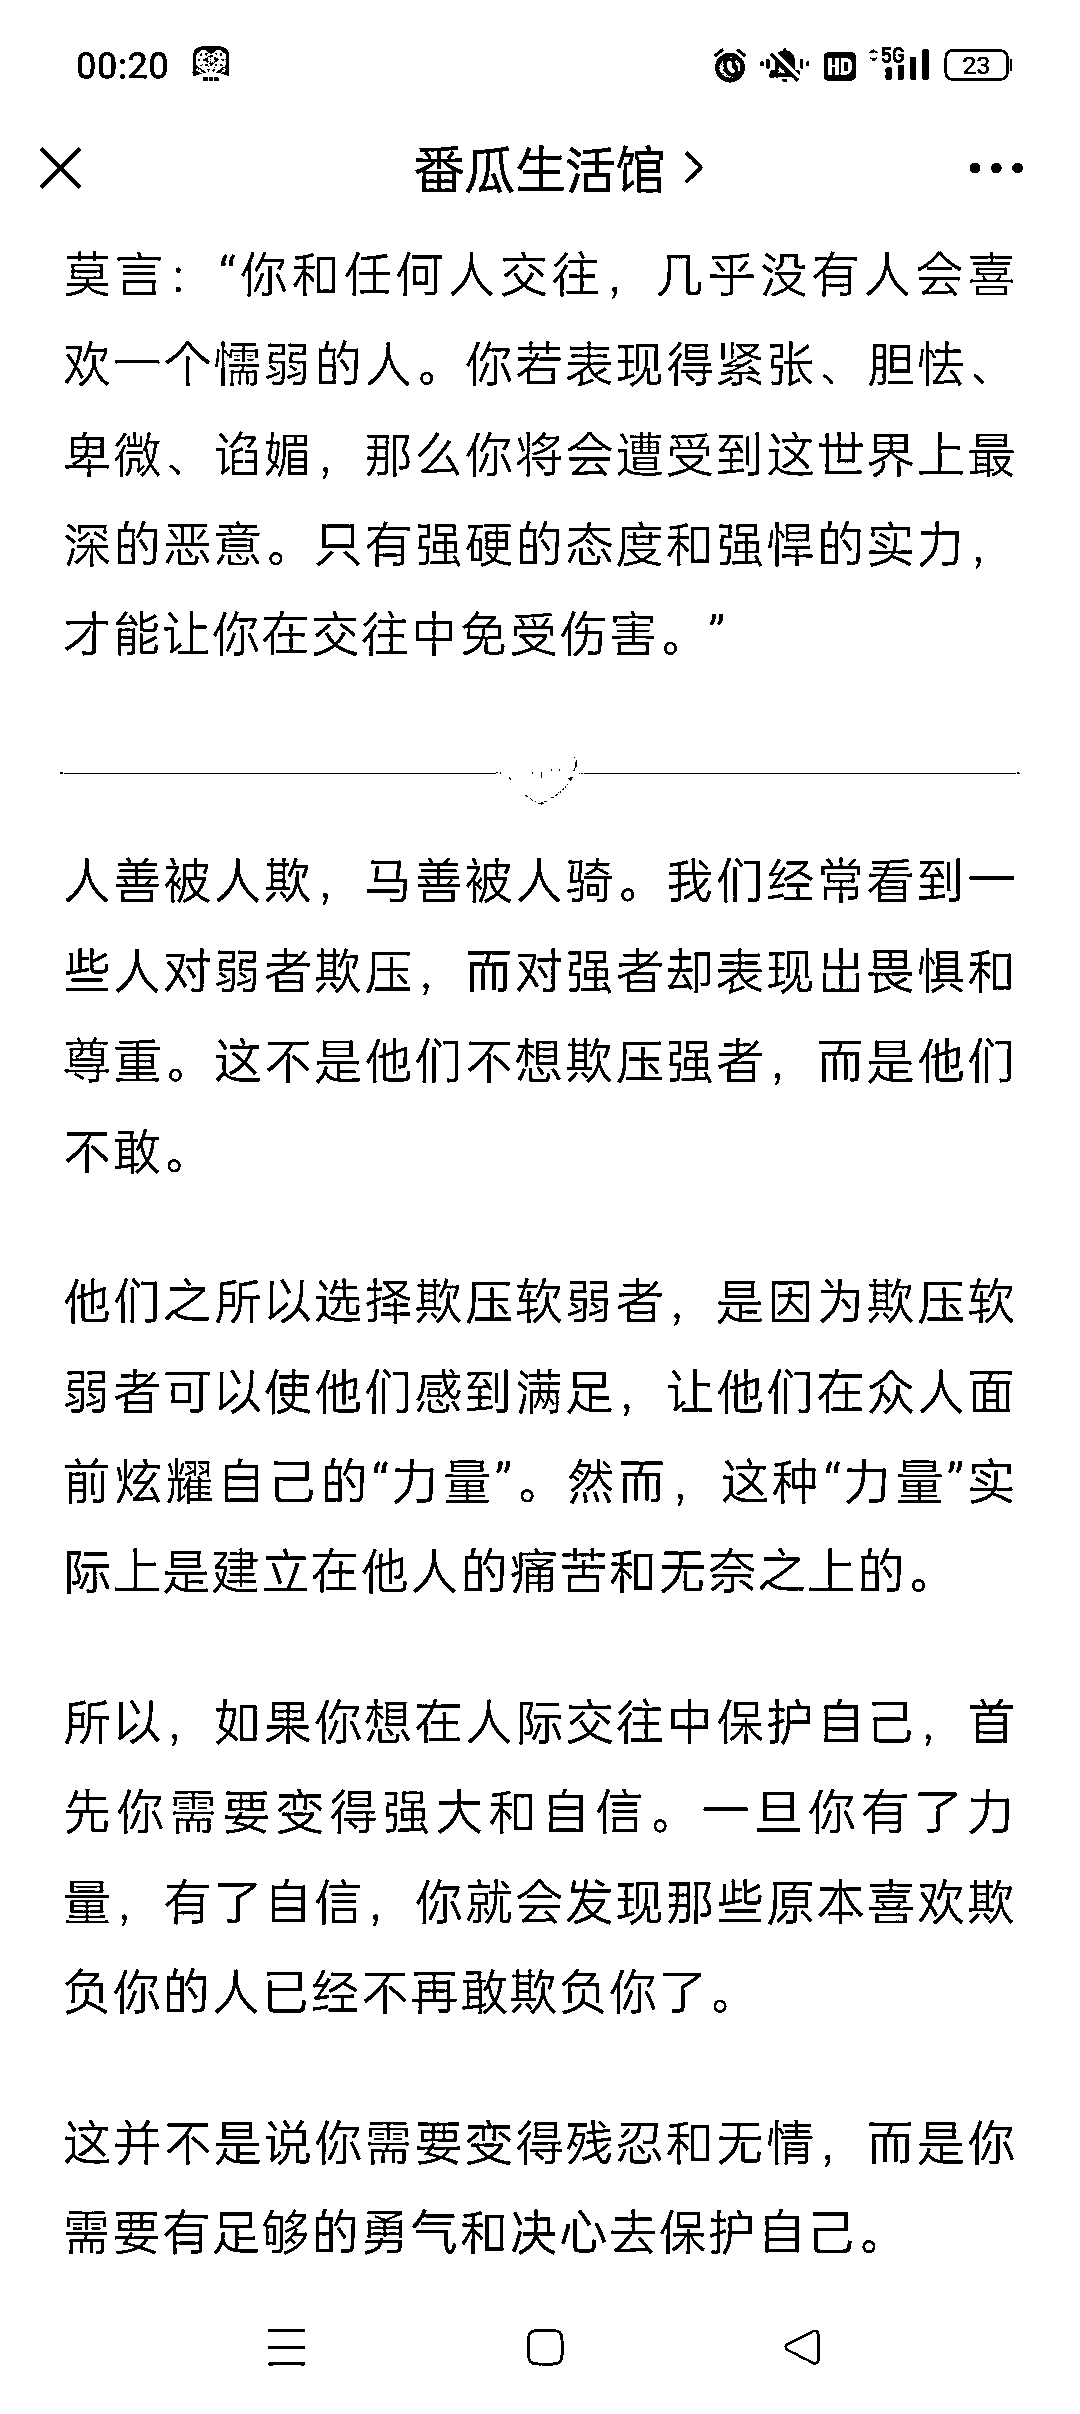 00:20 HD 5G 23
番瓜生活馆
莫言：“你和任何人交往，几乎没有人会喜
欢一个懦弱的人。你若表现得紧张、胆怯、
卑微、谄媚，那么你将会遭受到这世界上最
深的恶意。只有强硬的态度和强悍的实力，
才能让你在交往中免受伤害。”
人善被人欺，马善被人骑。我们经常看到一
些人对弱者欺压，而对强者却表现出畏惧和
尊重。这不是他们不想欺压强者，而是他们
不敢。
他们之所以选择欺压软弱者，是因为欺压软
弱者可以使他们感到满足，让他们在众人面
前炫耀自己的“力量”。然而，这种“力量”实
际上是建立在他人的痛苦和无奈之上的。
所以，如果你想在人际交往中保护自己，首
先你需要变得强大和自信。一旦你有了力
量，有了自信，你就会发现那些原本喜欢欺
负你的人已经不再敢欺负你了。
这并不是说你需要变得残忍和无情，而是你
需要有足够的勇气和决心去保护自己。